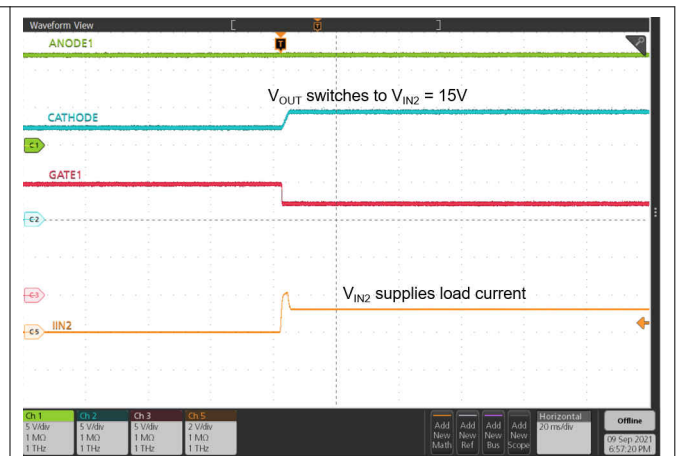 Waveform View
[ T ]
ANODE1
T
V_OUT switches to V_IN2 = 15V
CATHODE
C1
GATE1
C2
C3
V_IN2 supplies load current
C5 IIN2
Ch 1 Ch 2 Ch 3 Ch 5
5 V/div 5 V/div 5 V/div 2 V/div
1 MΩ 1 MΩ 1 MΩ 1 MΩ
1 THz 1 THz 1 THz 1 THz
Add New Math
Add New Ref
Add New Bus
Add New Scope
Horizontal
20 ms/div
Offline
09 Sep 2021
6:57:20 PM